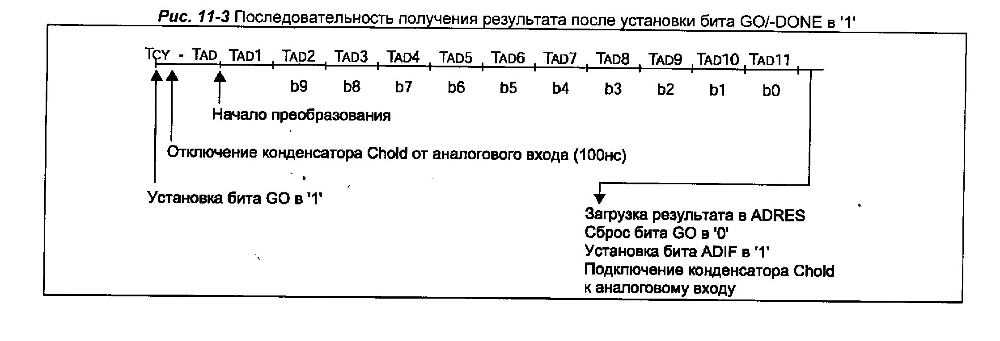 Рис. 11-3 Последовательность получения результата после установки бита GO/-DONE в '1'
TCY - TAD TAD1 TAD2 TAD3 TAD4 TAD5 TAD6 TAD7 TAD8 TAD9 TAD10 TAD11
b9 b8 b7 b6 b5 b4 b3 b2 b1 b0
Начало преобразования
Отключение конденсатора Chold от аналогового входа (100нс)
Установка бита GO в '1'
Загрузка результата в ADRES
Сброс бита GO в '0'
Установка бита ADIF в '1'
Подключение конденсатора Chold
к аналоговому входу